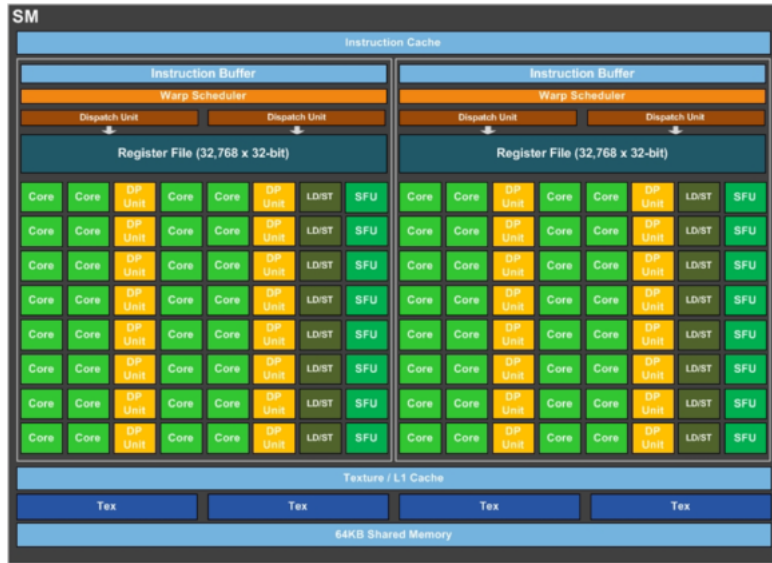 SM
Instruction Cache
Instruction Buffer Instruction Buffer
Warp Scheduler Warp Scheduler
Dispatch Unit Dispatch Unit Dispatch Unit Dispatch Unit
Register File (32,768 x 32-bit) Register File (32,768 x 32-bit)
Core Core DP Unit Core Core DP Unit LD/ST SFU Core Core DP Unit Core Core DP Unit LD/ST SFU
Core Core DP Unit Core Core DP Unit LD/ST SFU Core Core DP Unit Core Core DP Unit LD/ST SFU
Core Core DP Unit Core Core DP Unit LD/ST SFU Core Core DP Unit Core Core DP Unit LD/ST SFU
Core Core DP Unit Core Core DP Unit LD/ST SFU Core Core DP Unit Core Core DP Unit LD/ST SFU
Core Core DP Unit Core Core DP Unit LD/ST SFU Core Core DP Unit Core Core DP Unit LD/ST SFU
Core Core DP Unit Core Core DP Unit LD/ST SFU Core Core DP Unit Core Core DP Unit LD/ST SFU
Core Core DP Unit Core Core DP Unit LD/ST SFU Core Core DP Unit Core Core DP Unit LD/ST SFU
Core Core DP Unit Core Core DP Unit LD/ST SFU Core Core DP Unit Core Core DP Unit LD/ST SFU
Texture / L1 Cache
Tex Tex Tex Tex
64KB Shared Memory